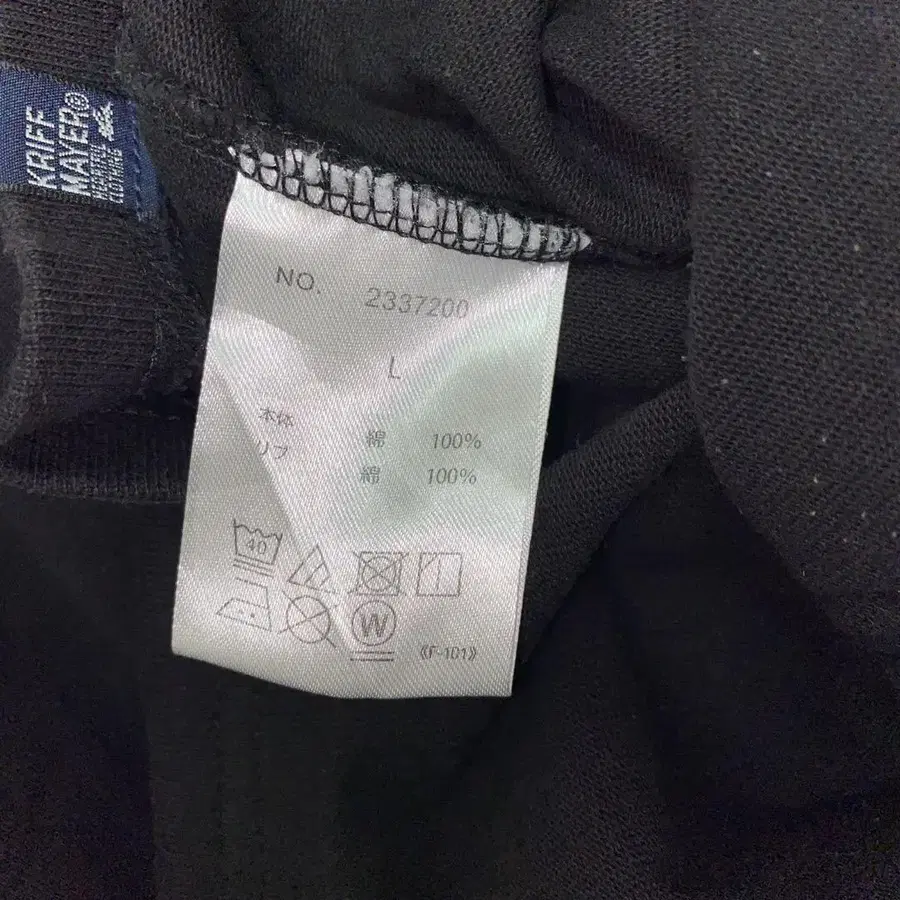 KRIFF
MAYER®
NO. 2337200
L
本体 綿 100%
リブ 綿 100%
40
W
《F-101》